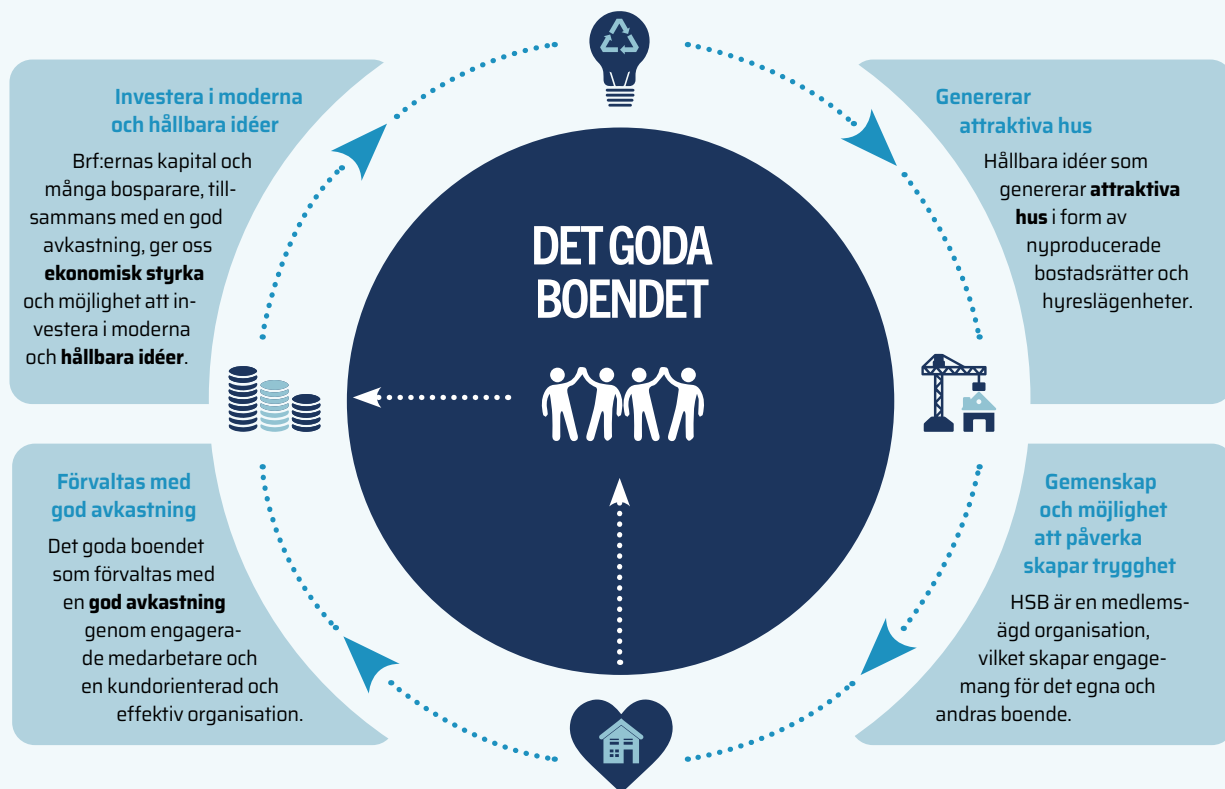 Investera i moderna
och hållbara idéer
Brf:ernas kapital och
många bosparare, till-
sammans med en god
avkastning, ger oss
ekonomisk styrka
och möjlighet att in-
vestera i moderna
och hållbara idéer.
Genererar
attraktiva hus
Hållbara idéer som
genererar attraktiva
hus i form av
nyproducerade
bostadsrätter och
hyreslägenheter.
DET GODA
BOENDET
Förvaltas med
god avkastning
Det goda boendet
som förvaltas med
en god avkastning
genom engagera-
de medarbetare och
en kundorienterad och
effektiv organisation.
Gemenskap
och möjlighet
att påverka
skapar trygghet
HSB är en medlems-
ägd organisation,
vilket skapar engage-
mang för det egna och
andras boende.